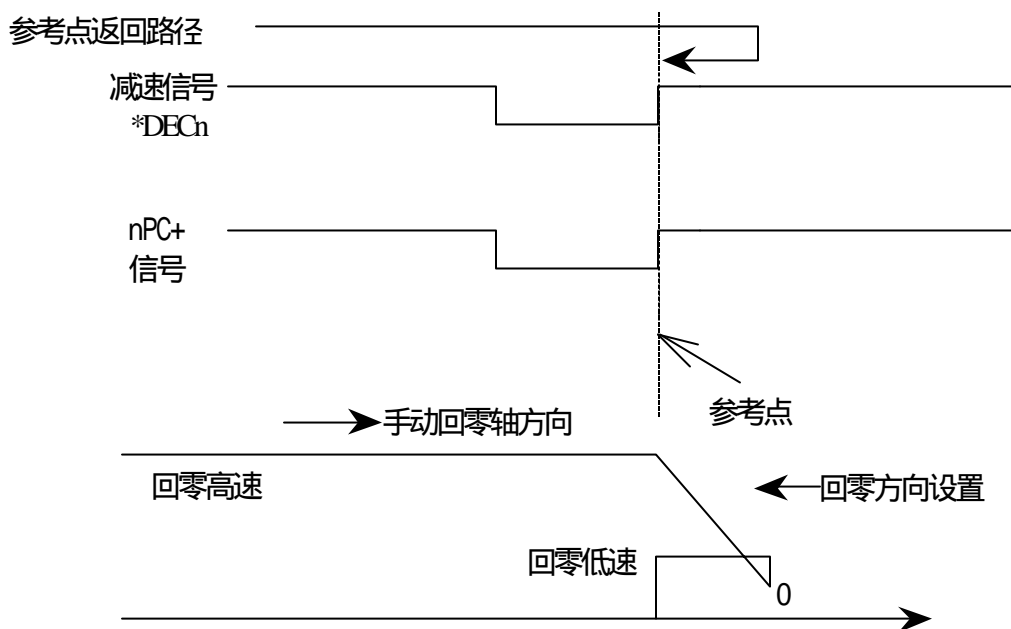 参考点返回路径
减速信号
*DECn
nPC+
信号
参考点
手动回零轴方向
回零高速
回零方向设置
回零低速
0